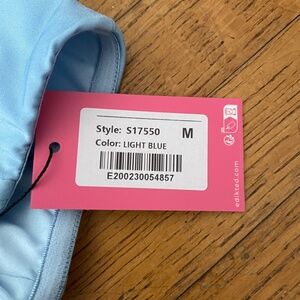 Style: S17550 M
Color: LIGHT BLUE
E200230054857
edikted.com